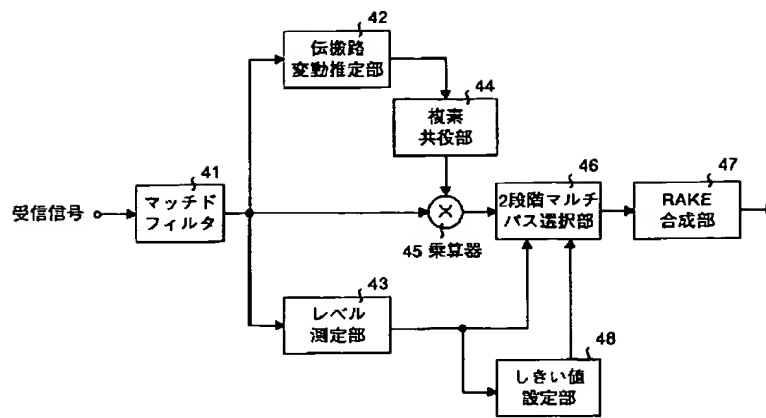 42
伝搬路
変動推定部
44
複素
共役部
41
46
47
受信信号
マッチド
フィルタ
×
2段階マルチ
パス選択部
RAKE
合成部
45 乗算器
43
レベル
測定部
48
しきい値
設定部